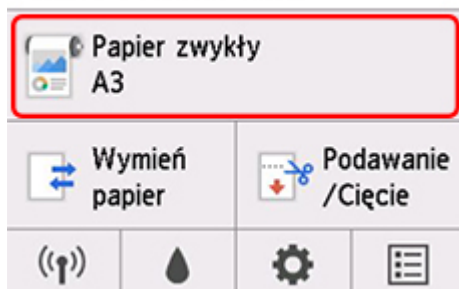 Papier zwykły
A3
Wymień
papier
Podawanie
/Cięcie